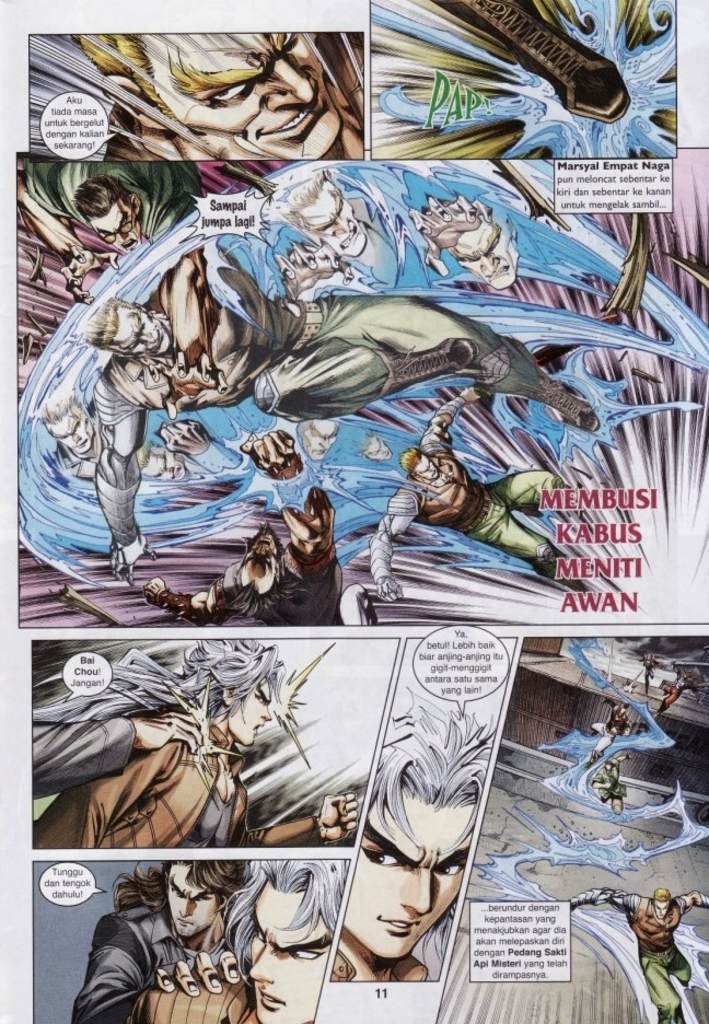 Aku
tiada masa
untuk bergelut
dengan kalian
sekarang!
PAP!
Marsyal Empat Naga
pun meloncat sebentar ke
kiri dan sebentar ke kanan
untuk mengelak sambil...
Sampai
jumpa lagi!
MEMBUSI
KABUS
MENITI
AWAN
Bai
Chou!
Jangan!
Ya,
betul! Lebih baik
biar anjing-anjing itu
gigit-menggigit
antara satu sama
yang lain!
Tunggu
dan tengok
dahulu!
...berundur dengan
kepantasan yang
menakjubkan agar dia
akan melepaskan diri
dengan Pedang Sakti
Api Misteri yang telah
dirampasnya.
11